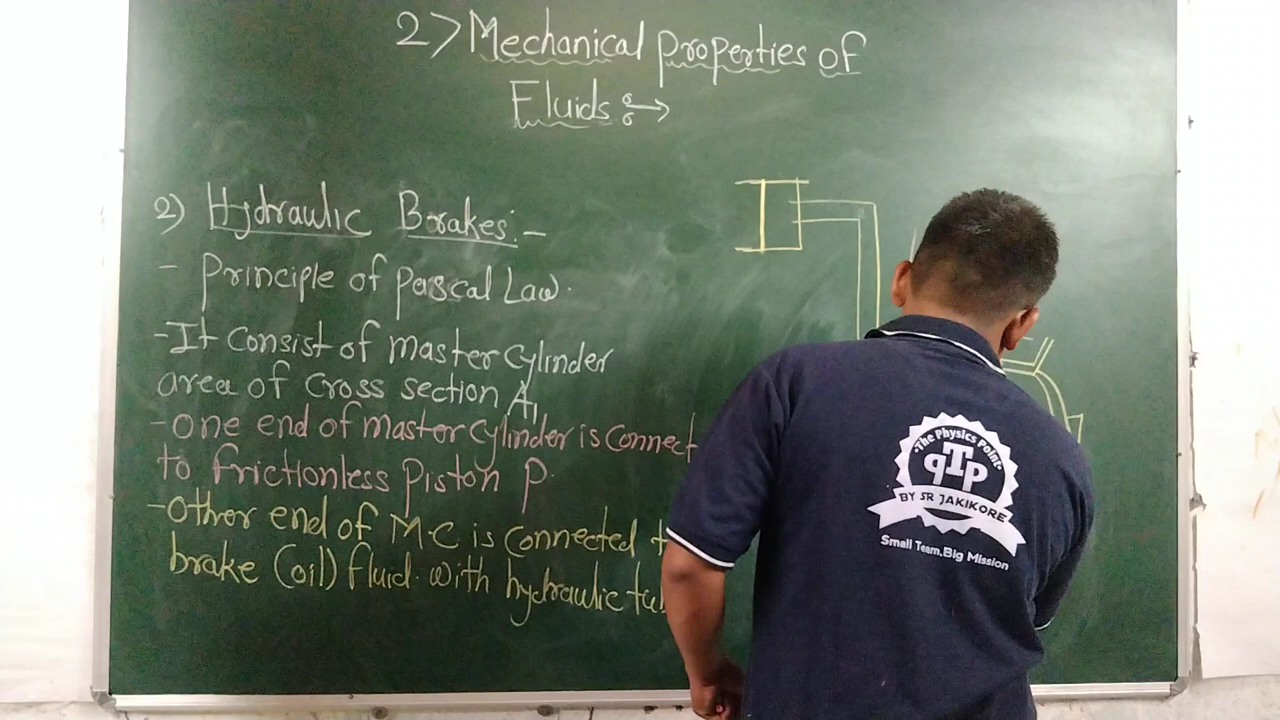 2> Mechanical properties of
Fluids :→
2) Hydraulic Brakes:-
- Principle of pascal Law.
- It consist of master cylinder
area of cross section A₁
- one end of master cylinder is connect
to frictionless piston P.
- Other end of MC is connected
brake (oil) fluid. with hydraulic
The Physics Point
qTp
BY SR JAKIKORE
Small Team, Big Mission